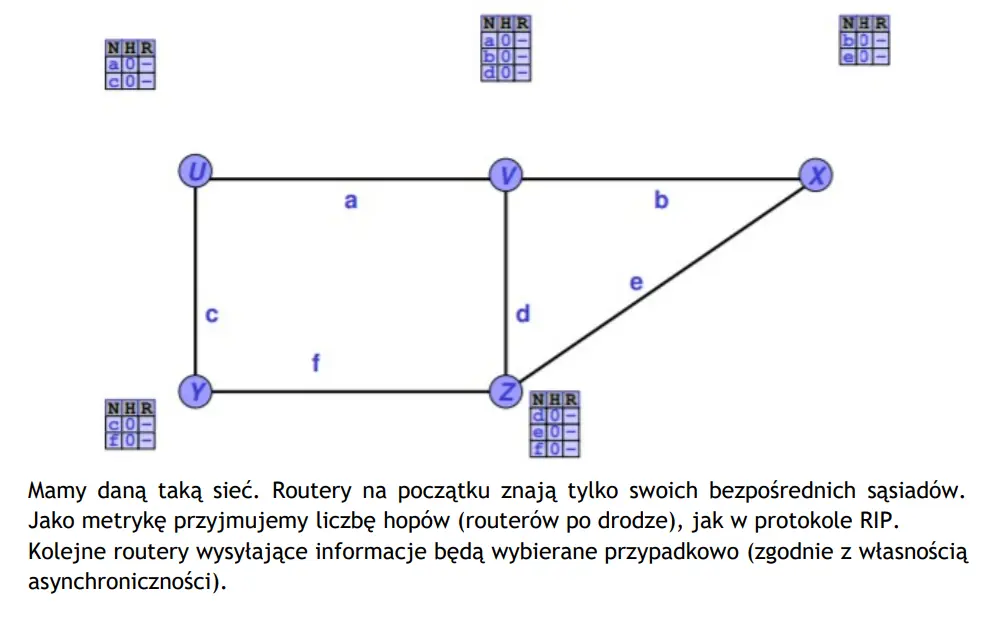 N H R
a 0 -
c 0 -
N H R
a 0 -
b 0 -
d 0 -
N H R
b 0 -
e 0 -
U
V
X
a
b
c
d
e
f
Y
Z
N H R
c 0 -
f 0 -
N H R
d 0 -
e 0 -
f 0 -
Mamy daną taką sieć. Routery na początku znają tylko swoich bezpośrednich sąsiadów.
Jako metrykę przyjmujemy liczbę hopów (routerów po drodze), jak w protokole RIP.
Kolejne routery wysyłające informacje będą wybierane przypadkowo (zgodnie z własnością
asynchroniczności).